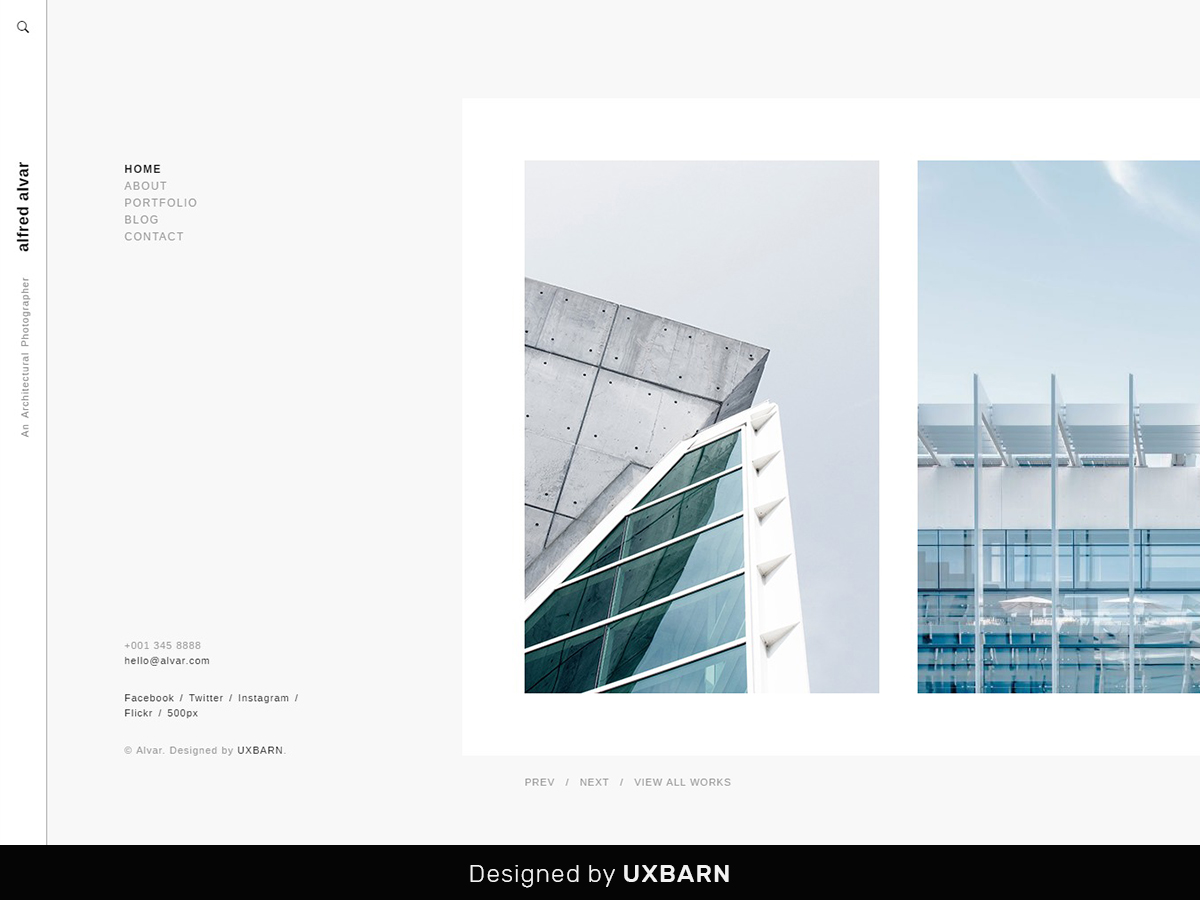 alfred alvar
An Architectural Photographer
HOME
ABOUT
PORTFOLIO
BLOG
CONTACT
+001 345 8888
hello@alvar.com
Facebook / Twitter / Instagram /
Flickr / 500px
© Alvar. Designed by UXBARN.
PREV / NEXT / VIEW ALL WORKS
Designed by UXBARN